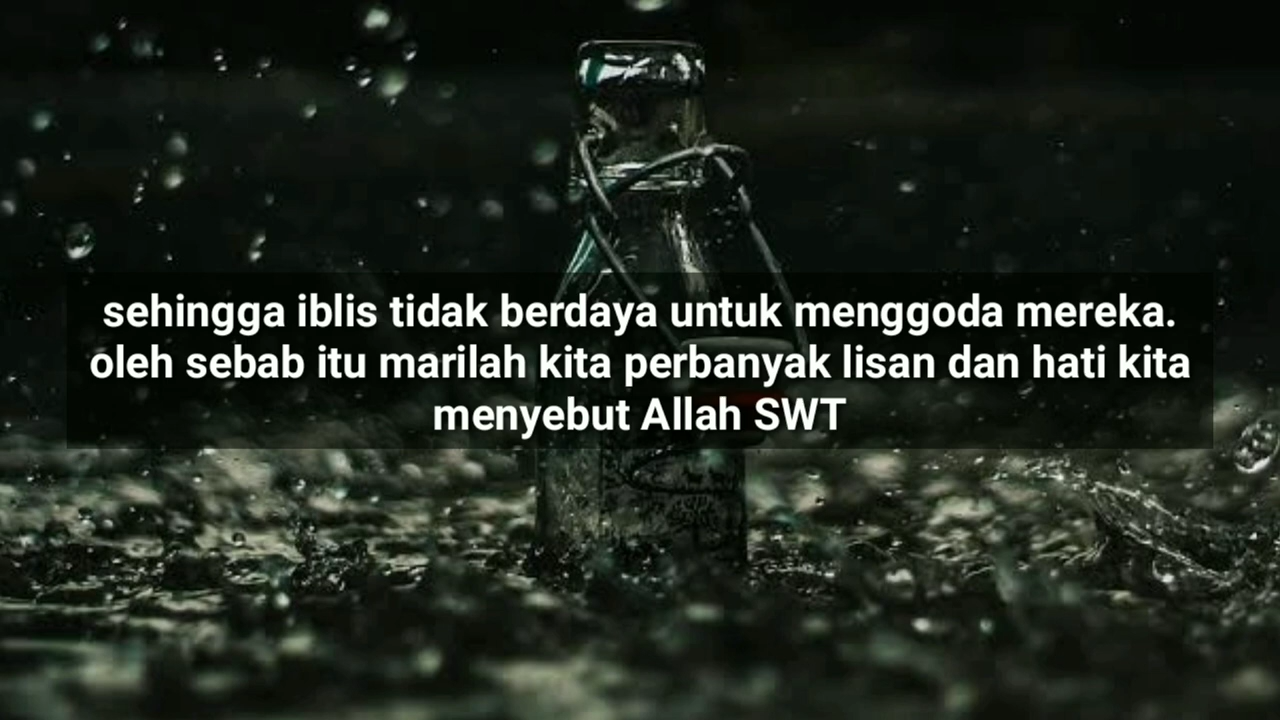 sehingga iblis tidak berdaya untuk menggoda mereka.
oleh sebab itu marilah kita perbanyak lisan dan hati kita
menyebut Allah SWT